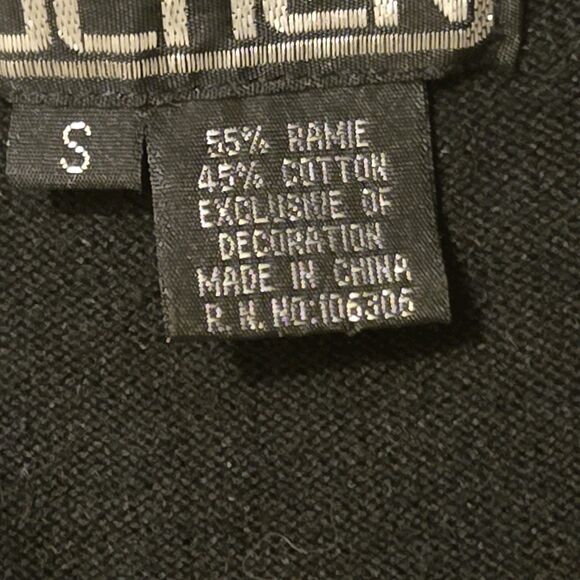 S
55% RAMIE
45% COTTON
EXCLUSIVE OF
DECORATION
MADE IN CHINA
R.N. NO:106306